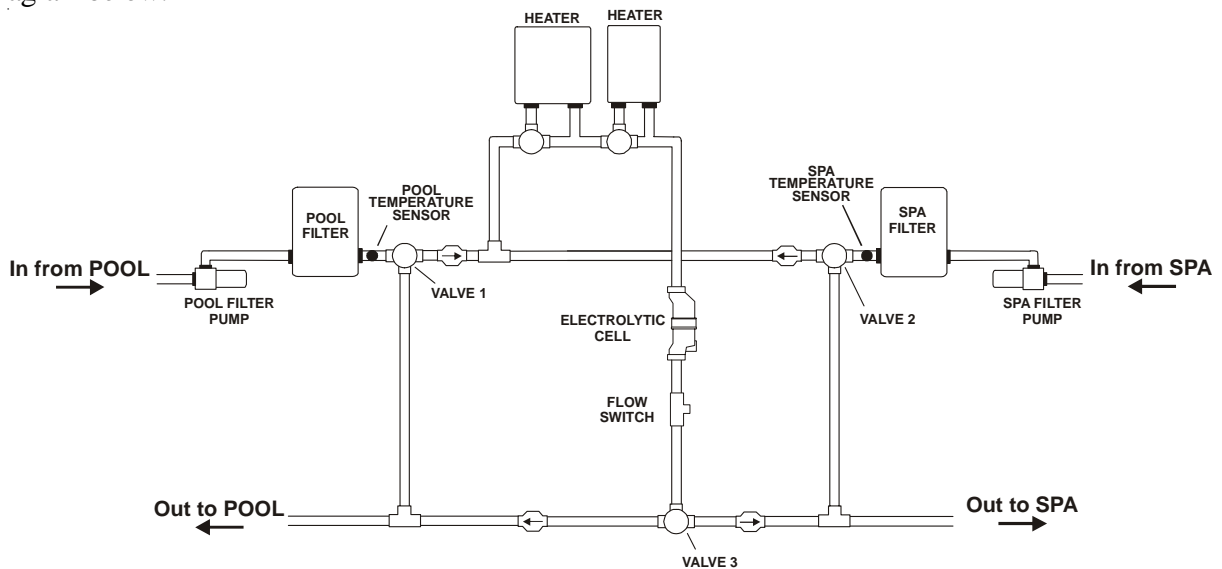 HEATER
HEATER
POOL
TEMPERATURE
SENSOR
SPA
TEMPERATURE
SENSOR
POOL
FILTER
SPA
FILTER
In from POOL
In from SPA
POOL FILTER
PUMP
VALVE 1
VALVE 2
SPA FILTER
PUMP
ELECTROLYTIC
CELL
FLOW
SWITCH
Out to POOL
Out to SPA
VALVE 3